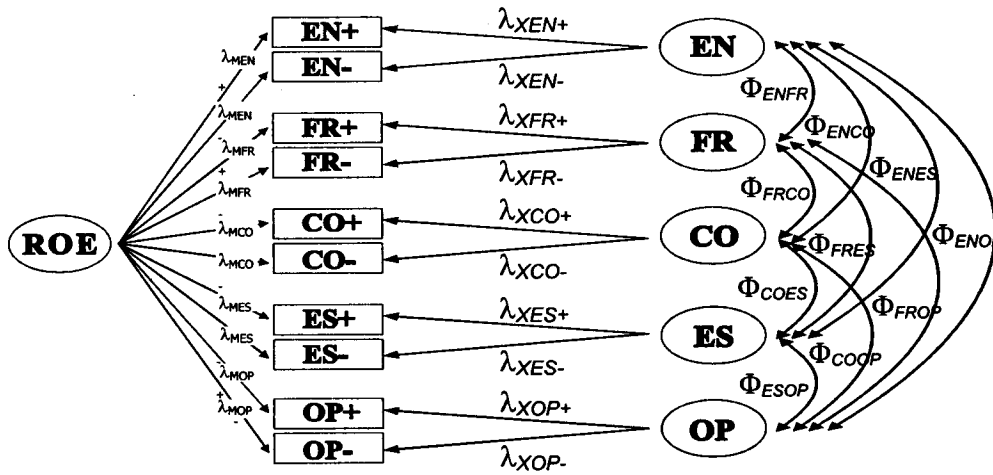 EN+
λXEN+
EN
λMEN
+
EN-
λXEN-
ΦENFR
λMEN
-
FR+
λXFR+
FR
ΦENCO
λMFR
+
FR-
λXFR-
ΦENES
λMFR
-
ΦFRCO
CO+
λXCO+
CO
λMCO
ROE
ΦENO
ΦFRES
CO-
λMCO
λXCO-
-
ΦCOES
λMES
ES+
λXES+
ΦFROP
λMES
ES
ES-
λXES-
ΦCOOP
-
λMOP
ΦESOP
+
λMOP
OP+
λXOP+
-
OP
OP-
λXOP-